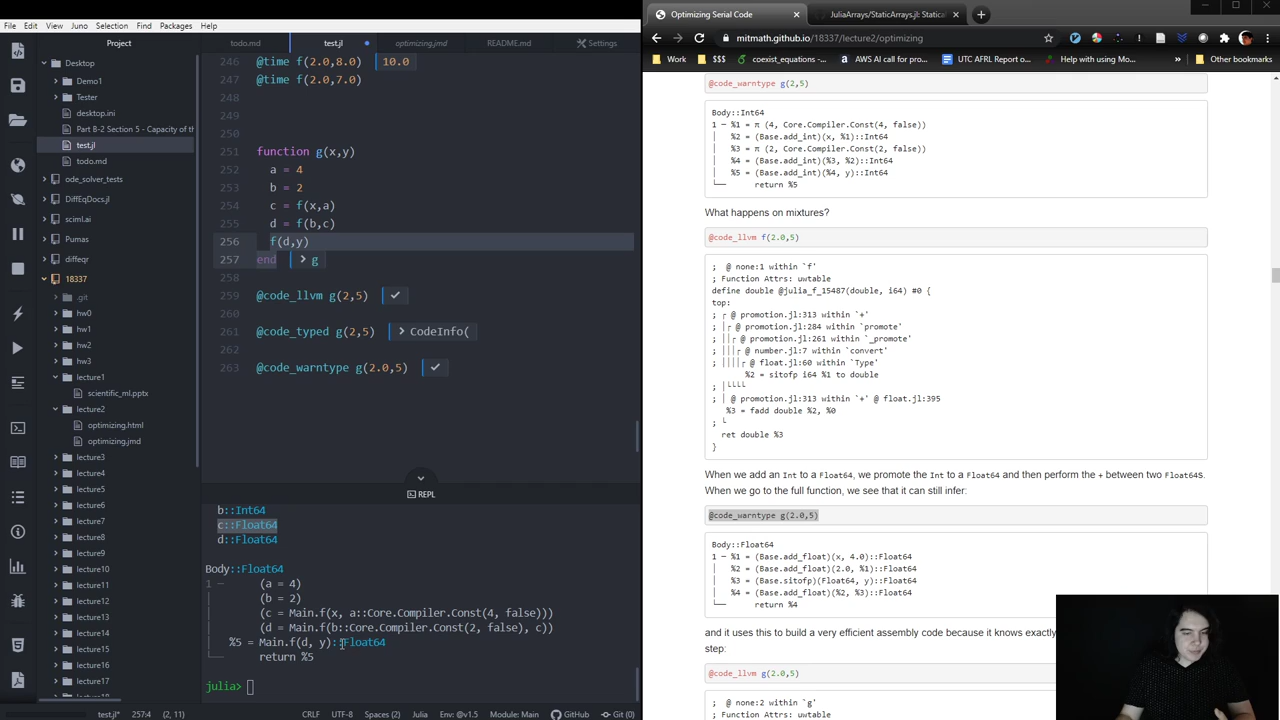 File Edit View Juno Selection Find Packages Help
Project
Desktop
Demo1
Tester
desktop.ini
Part B-2 Section 5 - Capacity of th
test.jl
todo.md
ode_solver_tests
DiffEqDocs.jl
sciml.ai
Pumas
diffeqr
18337
.git
hw0
hw1
hw2
hw3
lecture1
scientific_ml.pptx
lecture2
optimizing.html
optimizing.jmd
lecture3
lecture4
lecture5
lecture6
lecture7
lecture8
lecture9
lecture10
lecture11
lecture12
lecture13
lecture14
lecture15
lecture16
lecture17
lecture18
todo.md test.jl optimizing.jmd README.md Settings
246 @time f(2.0,8.0) 10.0
247 @time f(2.0,7.0)
248
249
250
251 function g(x,y)
252 a = 4
253 b = 2
254 c = f(x,a)
255 d = f(b,c)
256 f(d,y)
257 end > g
258
259 @code_llvm g(2,5) ✓
260
261 @code_typed g(2,5) > CodeInfo(
262
263 @code_warntype g(2.0,5) ✓
REPL
b::Int64
c::Float64
d::Float64
Body::Float64
1 ─ (a = 4)
│ (b = 2)
│ (c = Main.f(x, a::Core.Compiler.Const(4, false)))
│ (d = Main.f(b::Core.Compiler.Const(2, false), c))
│ %5 = Main.f(d, y)::Float64
└── return %5
julia>
test.jl* 257:4 (2, 11) CRLF UTF-8 Spaces (2) Julia Env: @v1.5 Module: Main GitHub Git (0)
Optimizing Serial Code
JuliaArrays/StaticArrays.jl: Statica
mitmath.github.io/18337/lecture2/optimizing
Work $$$ coexist_equations -... AWS AI call for pro... UTC AFRL Report o... Help with using Mo... Other bookmarks
@code_warntype g(2,5)
Body::Int64
1 ─ %1 = π (4, Core.Compiler.Const(4, false))
│ %2 = (Base.add_int)(x, %1)::Int64
│ %3 = π (2, Core.Compiler.Const(2, false))
│ %4 = (Base.add_int)(%3, %2)::Int64
│ %5 = (Base.add_int)(%4, y)::Int64
└── return %5
What happens on mixtures?
@code_llvm f(2.0,5)
; @ none:1 within `f'
; Function Attrs: uwtable
define double @julia_f_15487(double, i64) #0 {
top:
; ┌ @ promotion.jl:313 within `+'
; │┌ @ promotion.jl:284 within `promote'
; ││┌ @ promotion.jl:261 within `_promote'
; │││┌ @ number.jl:7 within `convert'
; ││││┌ @ float.jl:60 within `Type'
%2 = sitofp i64 %1 to double
; │└└└└
; │ @ promotion.jl:313 within `+' @ float.jl:395
%3 = fadd double %2, %0
; └
ret double %3
}
When we add an Int to a Float64, we promote the Int to a Float64 and then perform the + between two Float64s.
When we go to the full function, we see that it can still infer:
@code_warntype g(2.0,5)
Body::Float64
1 ─ %1 = (Base.add_float)(x, 4.0)::Float64
│ %2 = (Base.add_float)(2.0, %1)::Float64
│ %3 = (Base.sitofp)(Float64, y)::Float64
│ %4 = (Base.add_float)(%2, %3)::Float64
└── return %4
and it uses this to build a very efficient assembly code because it knows exactly
step:
@code_llvm g(2.0,5)
; @ none:2 within `g'
; Function Attrs: uwtable